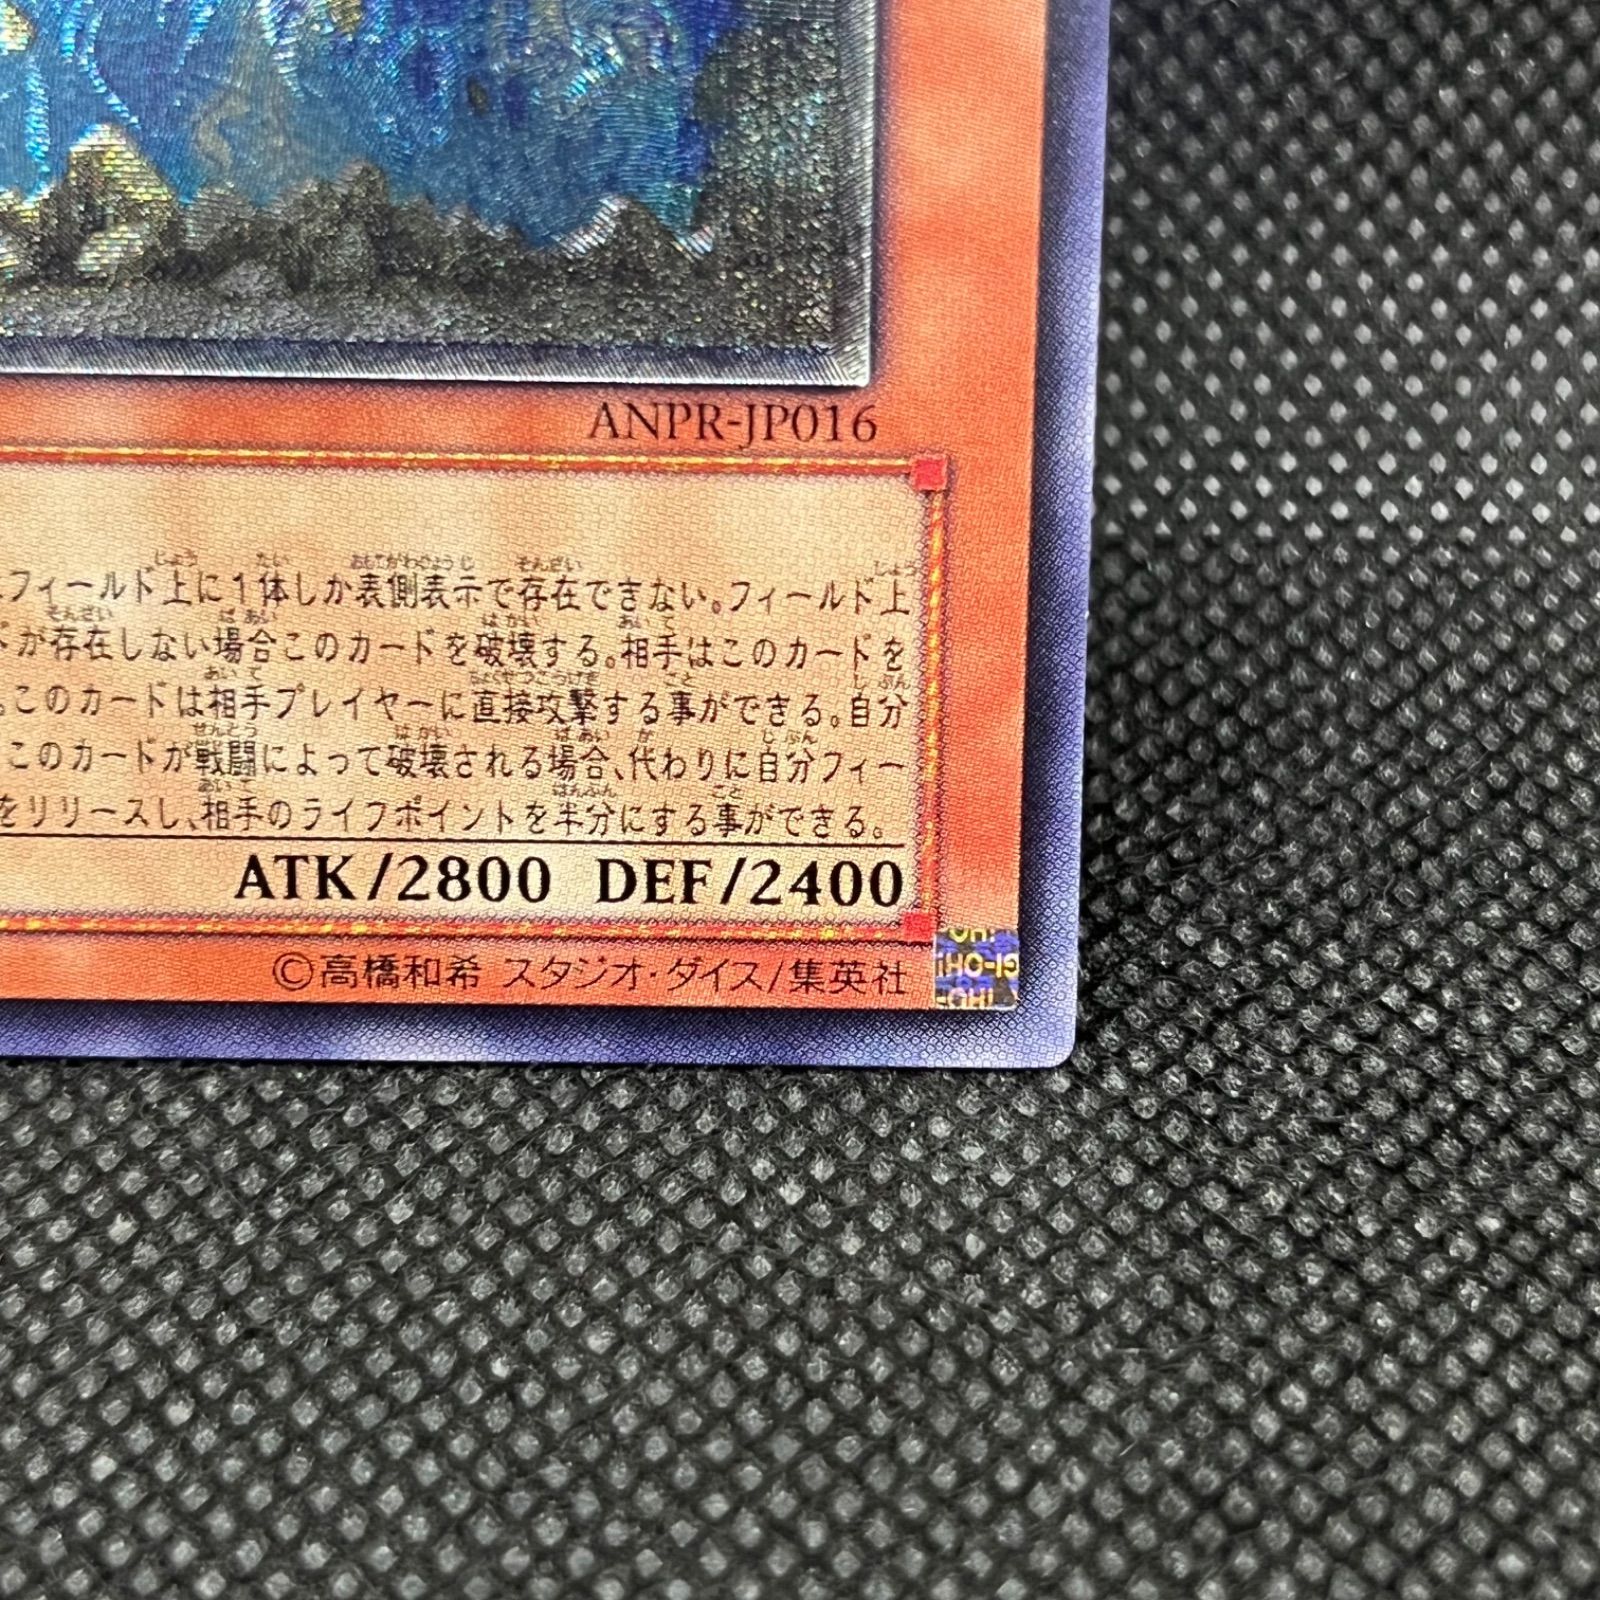 ANPR-JP016
フィールド上に1体しか表側表示で存在できない。フィールド上
が存在しない場合このカードを破壊する。相手はこのカードを
。このカードは相手プレイヤーに直接攻撃する事ができる。自分
このカードが戦闘によって破壊される場合、代わりに自分フィー
をリリースし、相手のライフポイントを半分にする事ができる。
ATK/2800 DEF/2400
©高橋和希 スタジオ・ダイス/集英社
GI-OH!